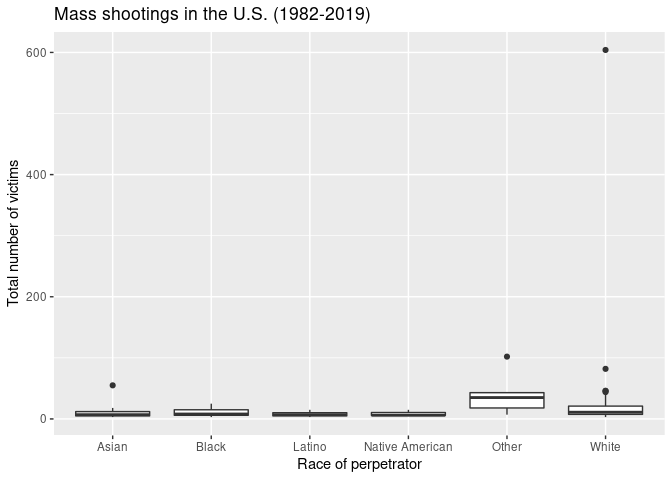 Mass shootings in the U.S. (1982-2019)
600
400
200
0
Total number of victims
Asian Black Latino Native American Other White
Race of perpetrator